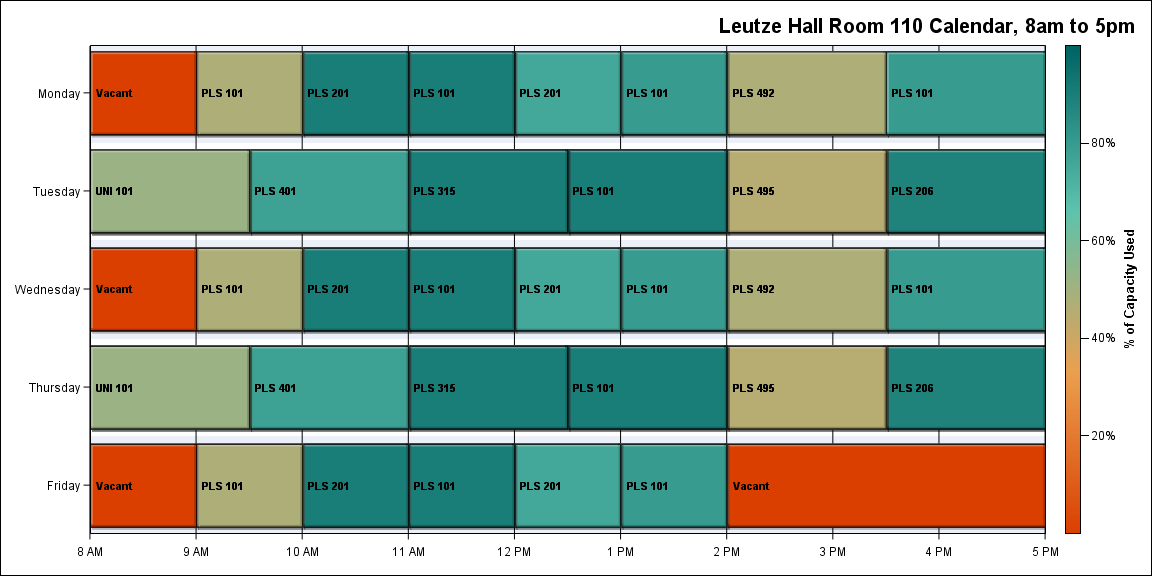 Leutze Hall Room 110 Calendar, 8am to 5pm
Monday
Vacant
PLS 101
PLS 201
PLS 101
PLS 201
PLS 101
PLS 492
PLS 101
Tuesday
UNI 101
PLS 401
PLS 315
PLS 101
PLS 495
PLS 206
Wednesday
Vacant
PLS 101
PLS 201
PLS 101
PLS 201
PLS 101
PLS 492
PLS 101
Thursday
UNI 101
PLS 401
PLS 315
PLS 101
PLS 495
PLS 206
Friday
Vacant
PLS 101
PLS 201
PLS 101
PLS 201
PLS 101
Vacant
8 AM
9 AM
10 AM
11 AM
12 PM
1 PM
2 PM
3 PM
4 PM
5 PM
80%
60%
40%
20%
% of Capacity Used